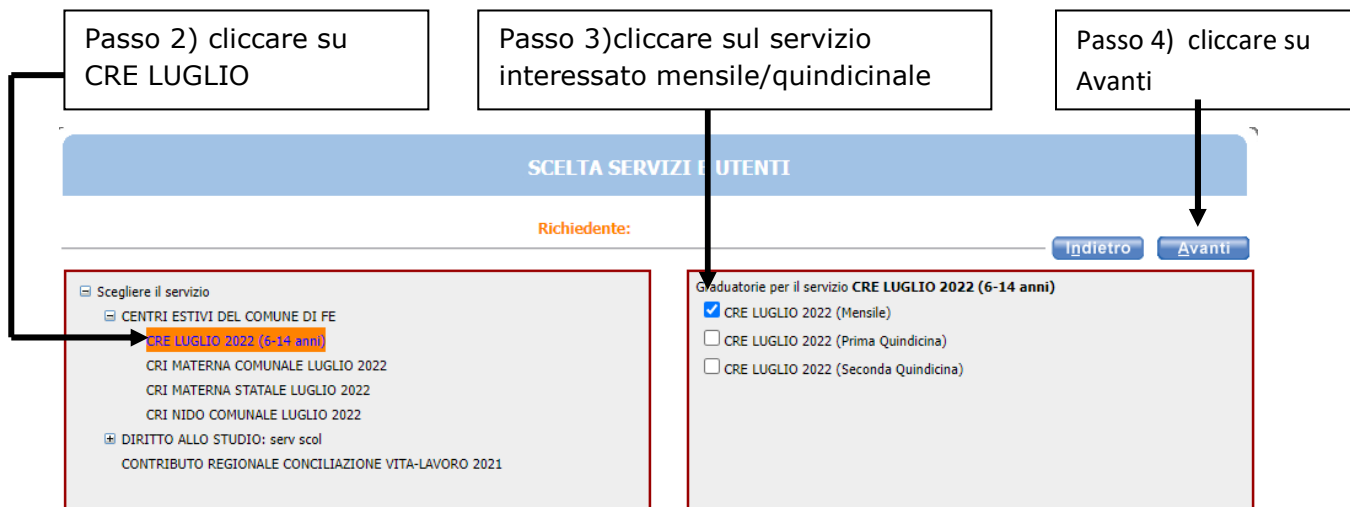 Passo 2) cliccare su
CRE LUGLIO
Passo 3)cliccare sul servizio
interessato mensile/quindicinale
Passo 4) cliccare su
Avanti
SCELTA SERVIZI E UTENTI
Richiedente:
Indietro
Avanti
Scegliere il servizio
CENTRI ESTIVI DEL COMUNE DI FE
CRE LUGLIO 2022 (6-14 anni)
CRI MATERNA COMUNALE LUGLIO 2022
CRI MATERNA STATALE LUGLIO 2022
CRI NIDO COMUNALE LUGLIO 2022
DIRITTO ALLO STUDIO: serv scol
CONTRIBUTO REGIONALE CONCILIAZIONE VITA-LAVORO 2021
Graduatorie per il servizio CRE LUGLIO 2022 (6-14 anni)
CRE LUGLIO 2022 (Mensile)
CRE LUGLIO 2022 (Prima Quindicina)
CRE LUGLIO 2022 (Seconda Quindicina)